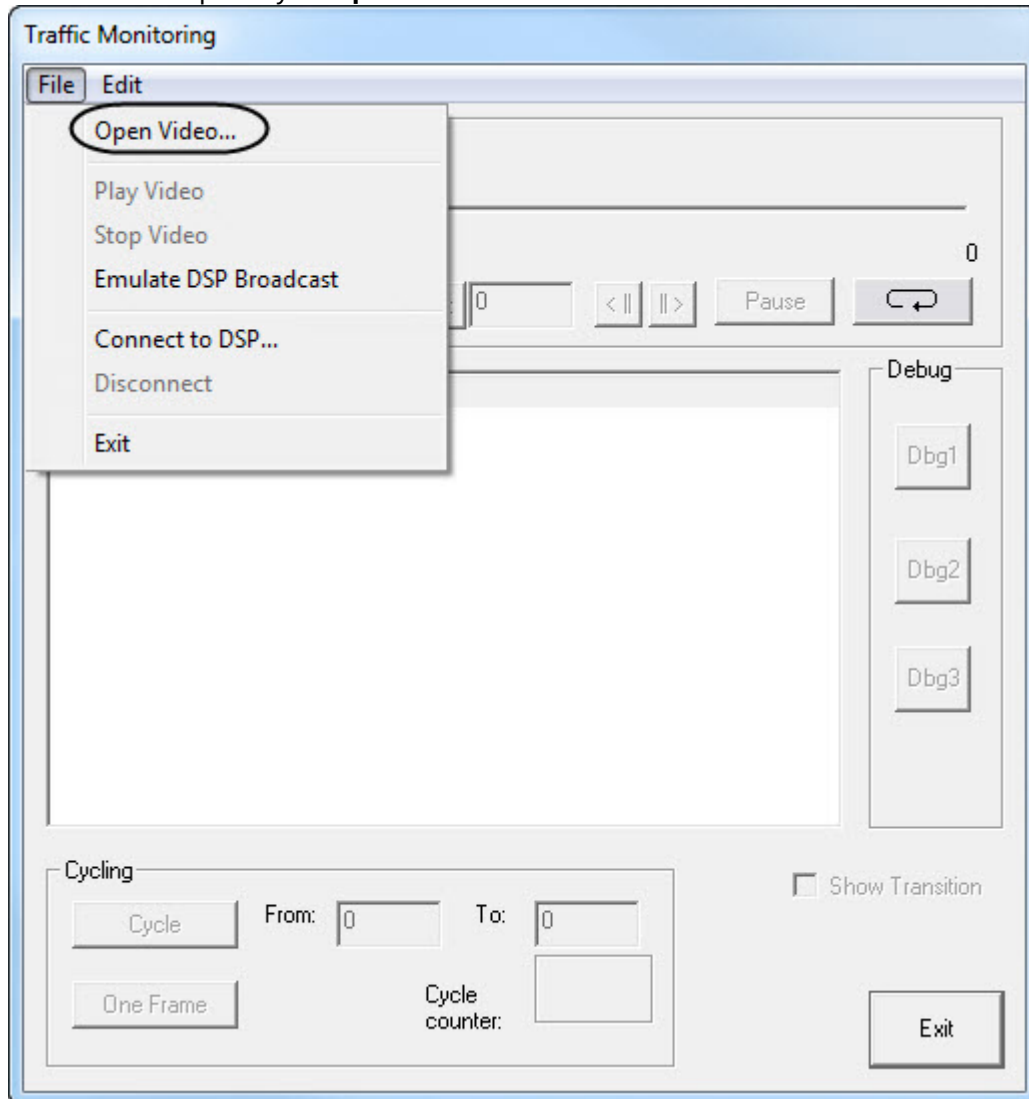 Traffic Monitoring
File Edit
Open Video...
Play Video
Stop Video
Emulate DSP Broadcast
Connect to DSP...
Disconnect
Exit
0
0 < || || > Pause
Debug
Dbg1
Dbg2
Dbg3
Cycling
Cycle From: 0 To: 0
One Frame Cycle
counter:
Show Transition
Exit